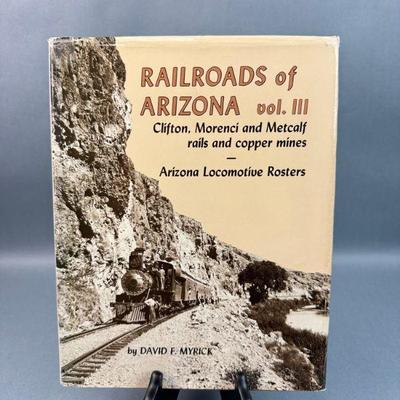 RAILROADS of
ARIZONA vol. III
Clifton, Morenci and Metcalf
rails and copper mines
—
Arizona Locomotive Rosters
by DAVID F. MYRICK